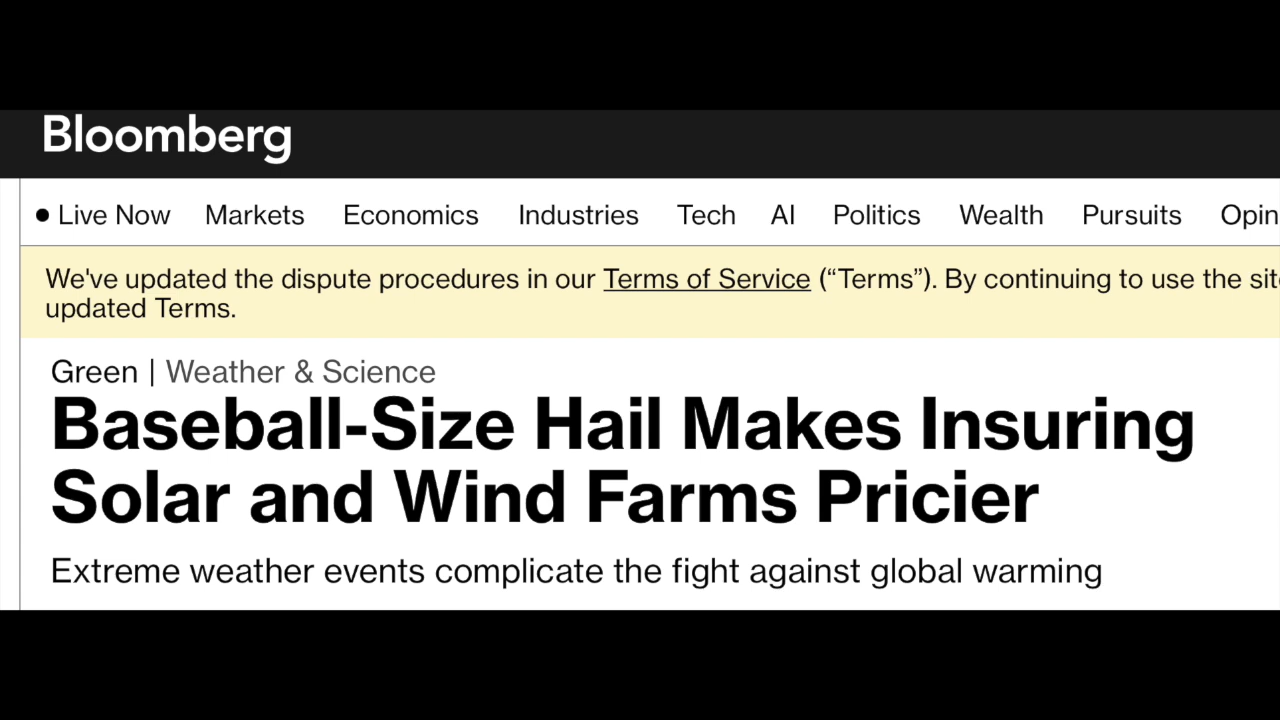 Bloomberg
• Live Now Markets Economics Industries Tech AI Politics Wealth Pursuits
We've updated the dispute procedures in our Terms of Service (“Terms”). By continuing to use the
updated Terms.
Green | Weather & Science
Baseball-Size Hail Makes Insuring
Solar and Wind Farms Pricier
Extreme weather events complicate the fight against global warming